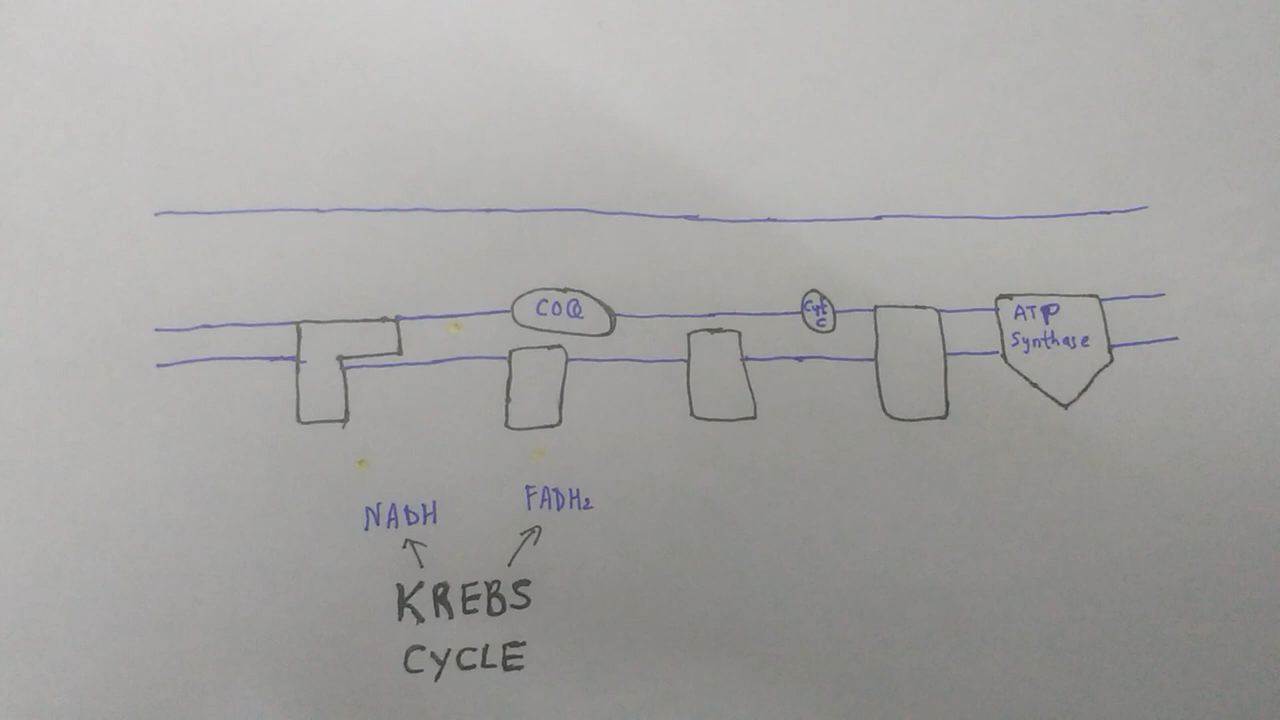 COQ
Cyt
c
ATP
Synthase
NADH
FADH₂
KREBS
CYCLE